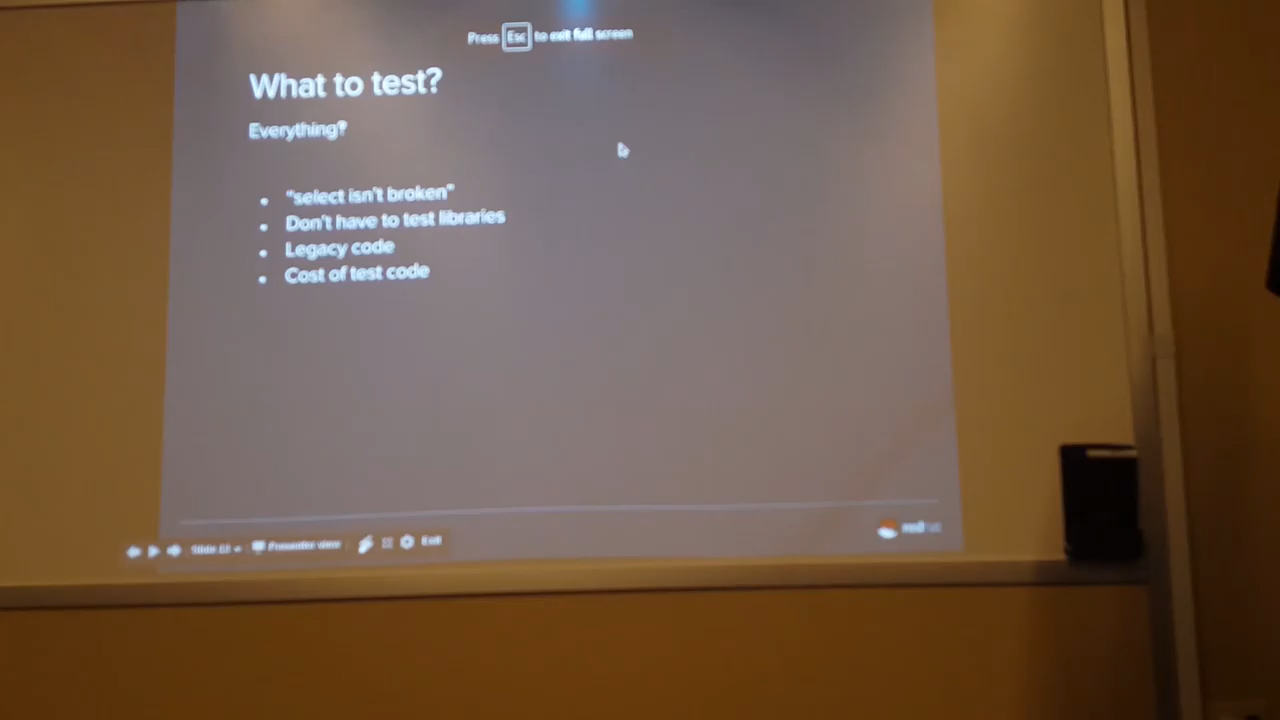 Press Esc to exit full screen
What to test?
Everything?
• "select isn't broken"
• Don't have to test libraries
• Legacy code
• Cost of test code
Presenter view
Exit